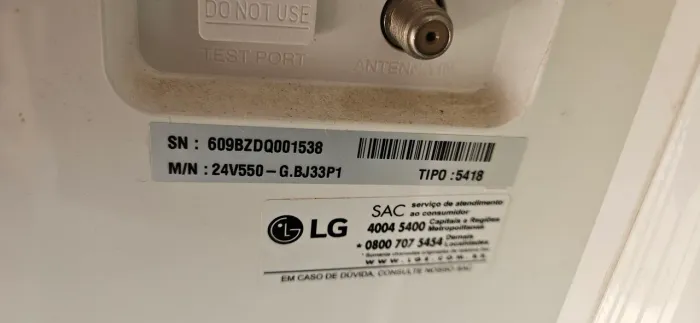 DO NOT USE
TEST PORT
ANTENNA
SN : 609BZDQ001538
M/N : 24V550-G.BJ33P1
TIPO :5418
LG
SAC serviço de atendimento
ao consumidor
4004 5400 Capitais e Regiões
Metropolitanas
* 0800 707 5454 Demais
Localidades.
EM CASO DE DÚVIDA, CONSULTE NOSSO SAC